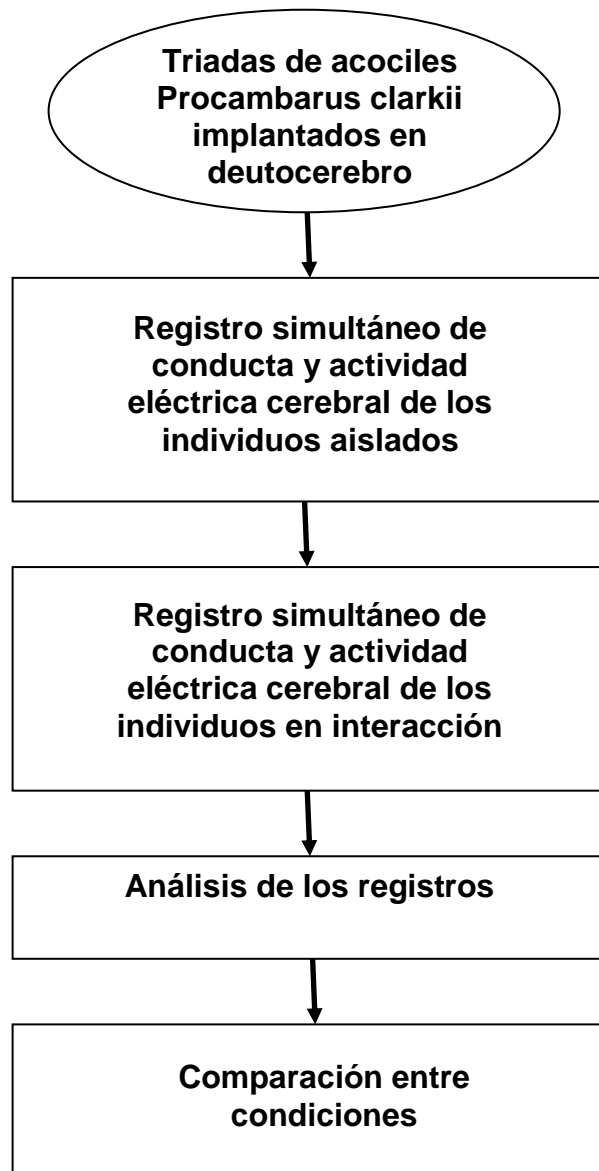 Triadas de acociles
Procambarus clarkii
implantados en
deutocerebro
Registro simultáneo de
conducta y actividad
eléctrica cerebral de los
individuos aislados
Registro simultáneo de
conducta y actividad
eléctrica cerebral de los
individuos en interacción
Análisis de los registros
Comparación entre
condiciones